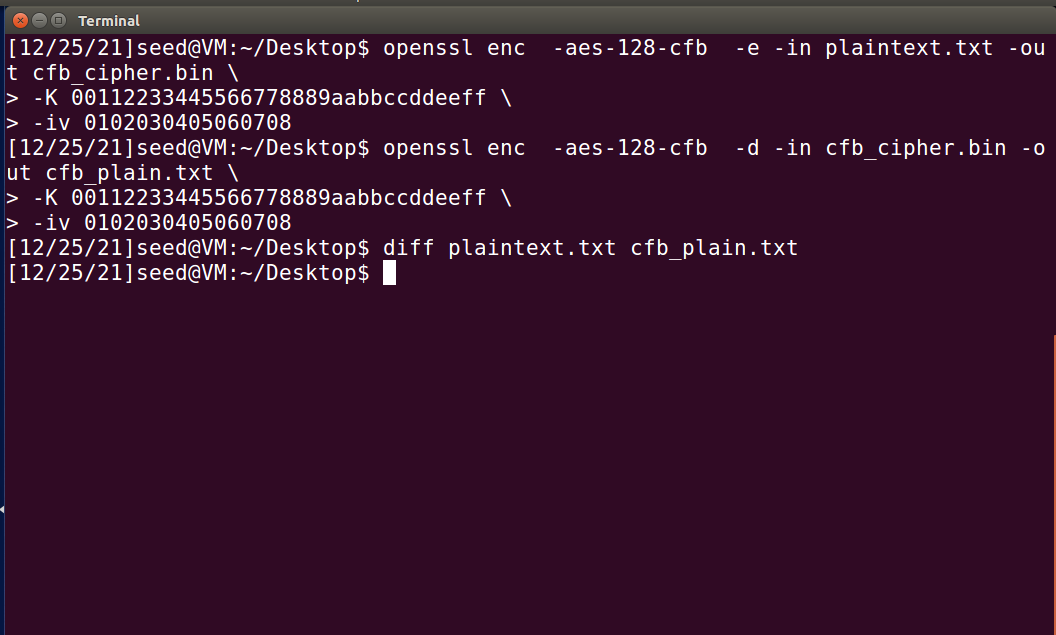 Terminal
[12/25/21]seed@VM:~/Desktop$ openssl enc  -aes-128-cfb  -e -in plaintext.txt -ou
t cfb_cipher.bin \
> -K 00112233445566778889aabbccddeeff \
> -iv 0102030405060708
[12/25/21]seed@VM:~/Desktop$ openssl enc  -aes-128-cfb  -d -in cfb_cipher.bin -o
ut cfb_plain.txt \
> -K 00112233445566778889aabbccddeeff \
> -iv 0102030405060708
[12/25/21]seed@VM:~/Desktop$ diff plaintext.txt cfb_plain.txt
[12/25/21]seed@VM:~/Desktop$